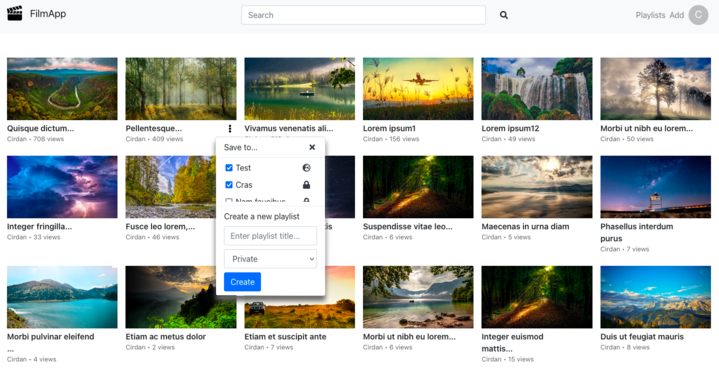 FilmApp
Search
Playlists Add C
Quisque dictum...
Cirdan • 708 views
Pellentesque...
Cirdan • 409 views
Vivamus venenatis ali...
Lorem ipsum1
Cirdan • 156 views
Lorem ipsum12
Cirdan • 49 views
Morbi ut nibh eu lorem...
Cirdan • 50 views
Save to...
Test
Cras
Create a new playlist
Enter playlist title...
Private
Create
Integer fringilla...
Cirdan • 33 views
Fusce leo lorem,...
Cirdan • 46 views
Suspendisse vitae leo...
Cirdan • 6 views
Maecenas in urna diam
Cirdan • 5 views
Phasellus interdum
purus
Cirdan • 7 views
Morbi pulvinar eleifend
...
Cirdan • 4 views
Etiam ac metus dolor
Cirdan • 2 views
Etiam et suscipit ante
Cirdan • 7 views
Morbi ut nibh eu lorem...
Cirdan • 6 views
Integer euismod
mattis...
Cirdan • 15 views
Duis ut feugiat mauris
Cirdan • 8 views